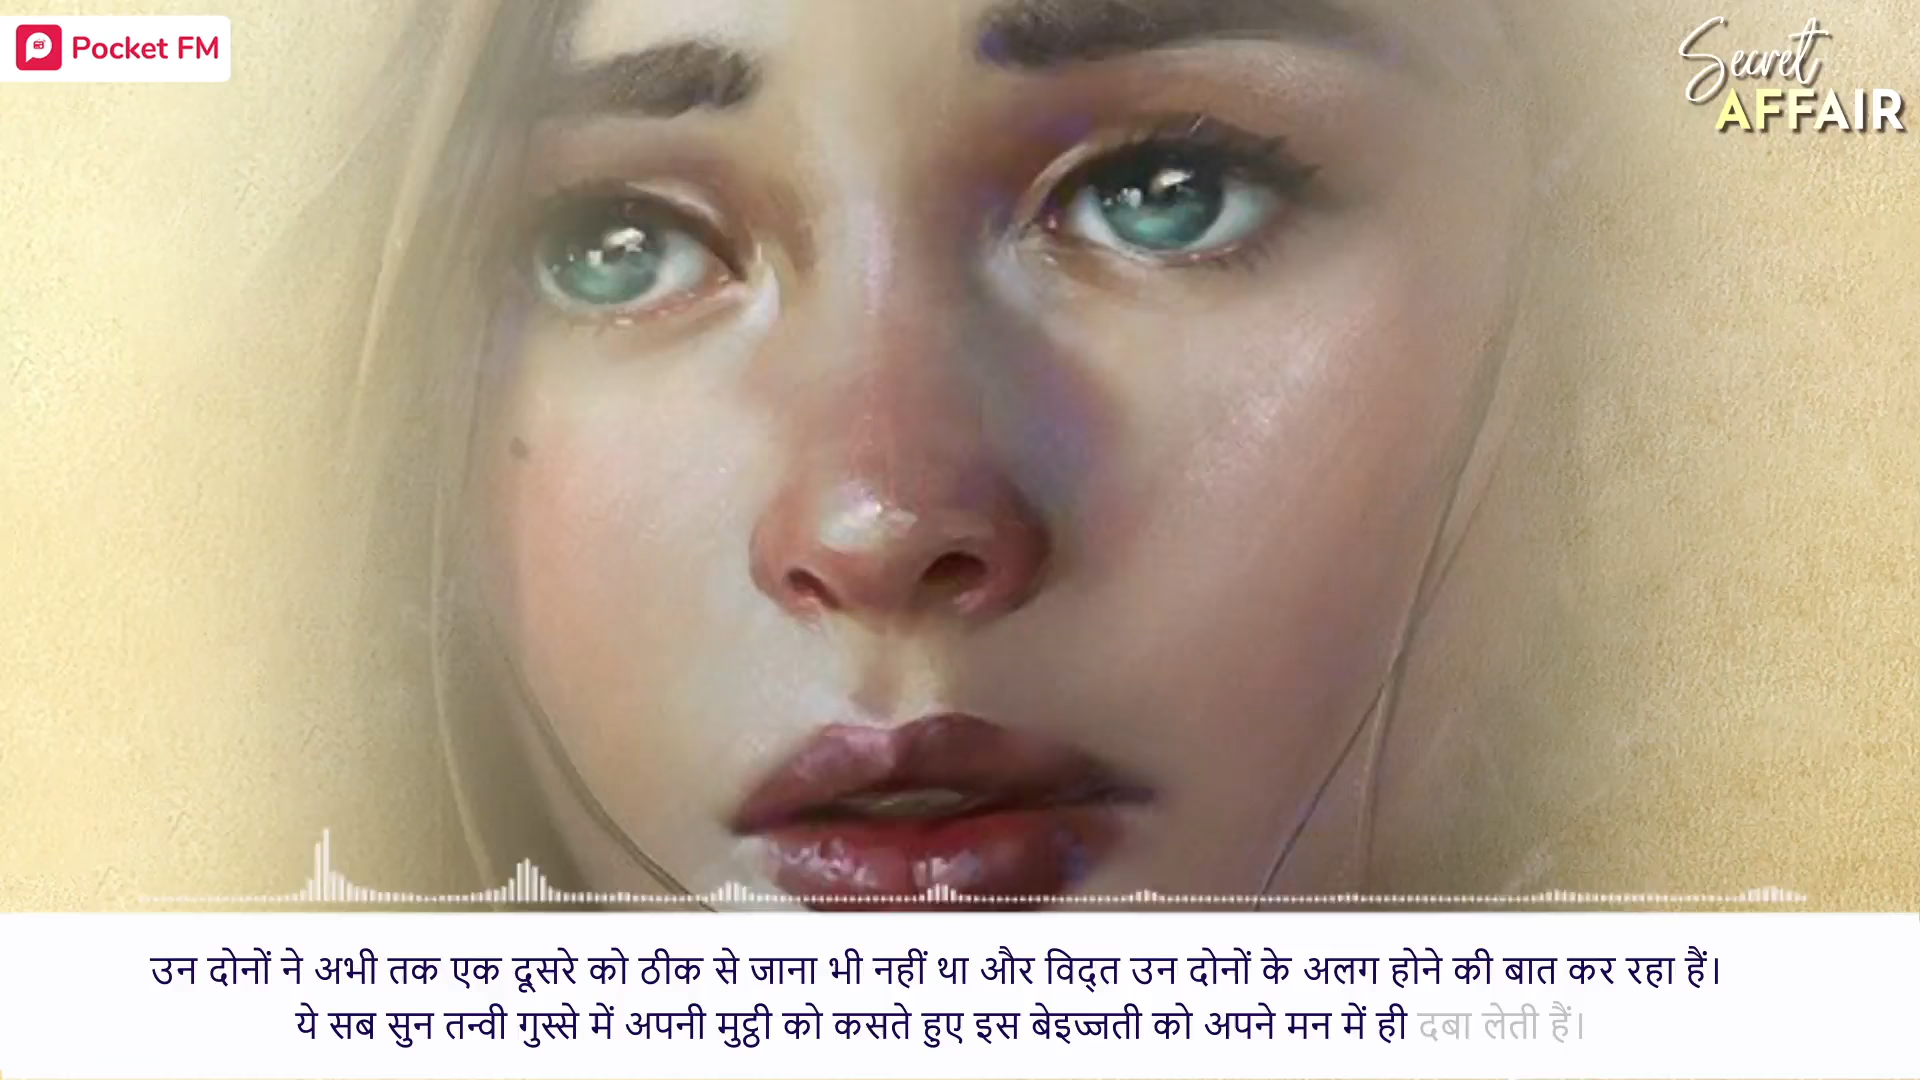 Pocket FM
Secret
AFFAIR
उन दोनों ने अभी तक एक दूसरे को ठीक से जाना भी नहीं था और विद्त उन दोनों के अलग होने की बात कर रहा हैं।
ये सब सुन तन्वी गुस्से में अपनी मुट्ठी को कसते हुए इस बेइज्जती को अपने मन में ही दबा लेती हैं।